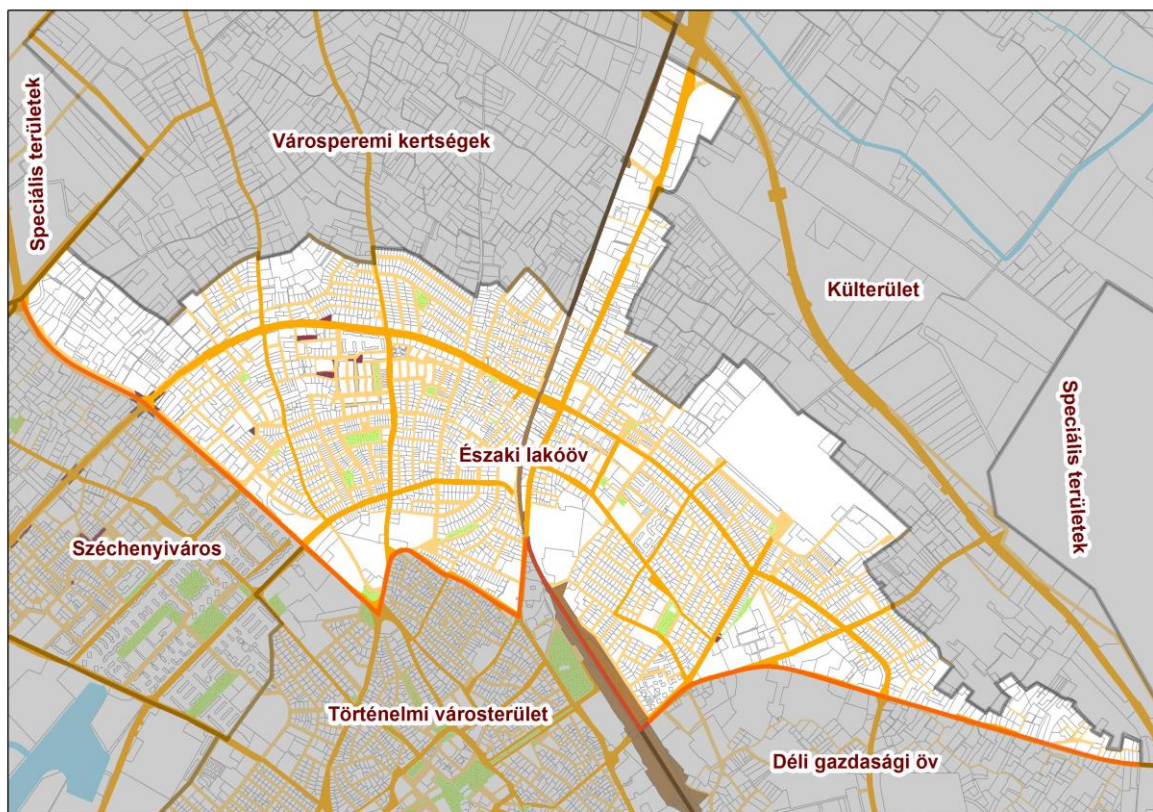 Speciális területek
Városperemi kertségek
Külterület
Speciális területek
Északi lakóöv
Széchenyiváros
Történelmi városterület
Déli gazdasági öv